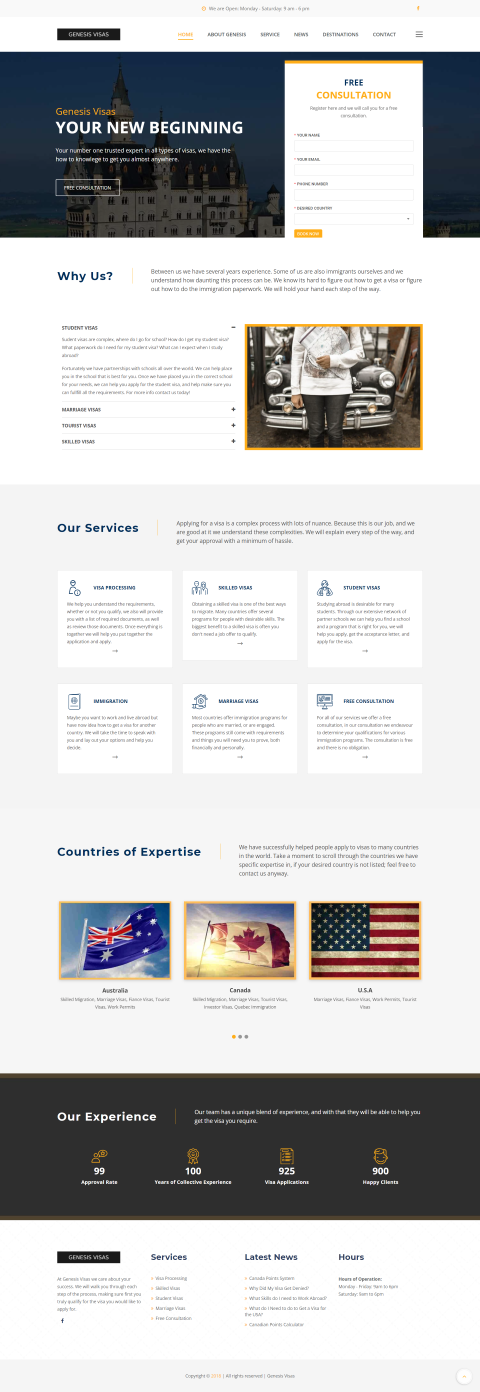 We are Open: Monday - Saturday: 9 am - 6 pm
GENESIS VISAS
HOME
ABOUT GENESIS
SERVICE
NEWS
DESTINATIONS
CONTACT
Genesis Visas
YOUR NEW BEGINNING
Your number one trusted expert in all types of visas, we have the
how to knowlege to get you almost anywhere.
FREE CONSULTATION
FREE
CONSULTATION
Register here and we will call you for a free
consultation.
* YOUR NAME
* YOUR EMAIL
* PHONE NUMBER
* DESIRED COUNTRY
BOOK NOW
Why Us?
Between us we have several years experience. Some of us are also immigrants ourselves and we
understand how daunting this process can be. We know its hard to figure out how to get a visa or figure
out how to do the immigration paperwork. We will hold your hand each step of the way.
STUDENT VISAS
Sudent visas are complex, where do I go for school? How do I get my student visa?
What paperwork do I need for my student visa? What can I expect when I study
abroad?
Fortunately we have partnerships with schools all over the world. We can help place
you in the school that is best for you. Once we have placed you in the correct school
for your needs, we can help you apply for the student visa, and help make sure you
can fulfill all the requirements. For more info contact us today!
MARRIAGE VISAS
TOURIST VISAS
SKILLED VISAS
Our Services
Applying for a visa is a complex process with lots of nuance. Because this is our job, and we
are good at it we understand these complexities. We will explain every step of the way, and
get your approval with a minimum of hassle.
VISA PROCESSING
We help you understand the requirements,
whether or not you qualify, we also will provide
you with a list of required documents, as well
as review those documents. Once everything is
together we will help you put together the
application and apply.
SKILLED VISAS
Obtaining a skilled visa is one of the best ways
to migrate. Many countries offer several
programs for people with desirable skills. The
biggest benefit to a skilled visa is often you
don't need a job offer to qualify.
STUDENT VISAS
Studying abroad is desirable for many
students. Through our extensive network of
partner schools we can help you find a school
and a program that is right for you, we will
help you apply, get the acceptance letter, and
apply for the visa.
IMMIGRATION
Maybe you want to work and live abroad but
have now idea how to get a visa for another
country. We will take the time to speak with
you and lay out your options and help you
decide.
MARRIAGE VISAS
Most countries offer immigration programs for
people who are married, or are engaged.
These programs still come with requirements
and things you will need you to prove, both
financially and personally.
FREE CONSULTATION
For all of our services we offer a free
consultation. In our consultation we endeavour
to determine your qualifications for various
immigration programs. The consultation is free
and there is no obligation.
Countries of Expertise
We have successfully helped people apply to visas to many countries
in the world. Take a moment to scroll through the countries we have
specific expertise in, if your desired country is not listed; feel free to
contact us anyway.
Australia
Skilled Migration, Marriage Visas, Fiance Visas, Tourist
Visas, Work Permits
Canada
Skilled Migration, Marriage Visas, Tourist Visas,
Investor Visas, Quebec Immigration
U.S.A
Marriage Visas, Fiance Visas, Work Permits, Tourist
Visas
Our Experience
Our team has a unique blend of experience, and with that they will be able to help you
get the visa you require.
99
Approval Rate
100
Years of Collective Experience
925
Visa Applications
900
Happy Clients
GENESIS VISAS
At Genesis Visas we care about your
success. We will walk you through each
step of the process, making sure first you
truly qualify for the visa you would like to
apply for.
Services
Visa Processing
Skilled Visas
Student Visas
Marriage Visas
Free Consultation
Latest News
Canada Points System
Why Did My Visa Get Denied?
What Skills do I need to Work Abroad?
What do I Need to do to Get a Visa for
the USA?
Canadian Points Calculator
Hours
Hours of Operation:
Monday - Friday: 9am to 6pm
Saturday: 9am to 6pm
Copyright © 2019 | All rights reserved | Genesis Visas